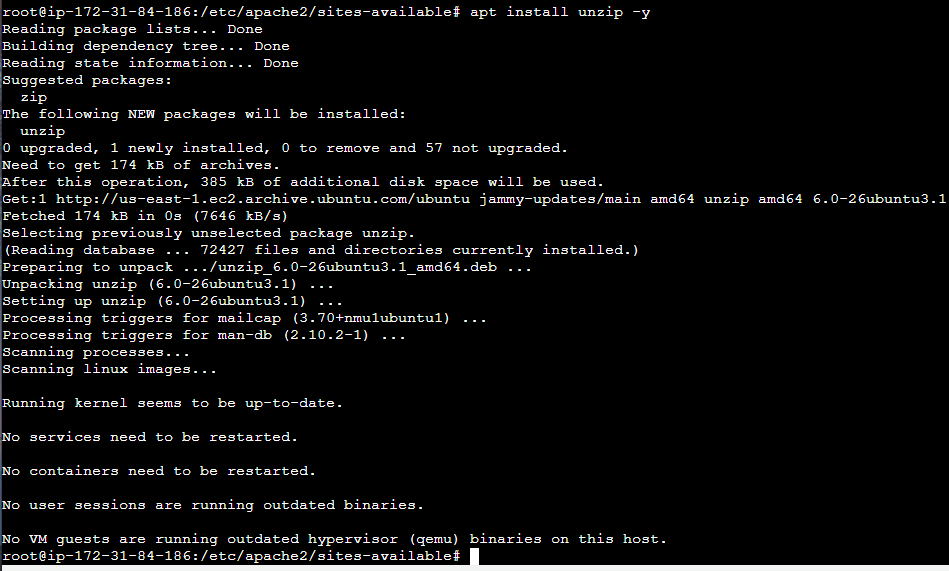 root@ip-172-31-84-186:/etc/apache2/sites-available# apt install unzip -y
Reading package lists... Done
Building dependency tree... Done
Reading state information... Done
Suggested packages:
  zip
The following NEW packages will be installed:
  unzip
0 upgraded, 1 newly installed, 0 to remove and 57 not upgraded.
Need to get 174 kB of archives.
After this operation, 385 kB of additional disk space will be used.
Get:1 http://us-east-1.ec2.archive.ubuntu.com/ubuntu jammy-updates/main amd64 unzip amd64 6.0-26ubuntu3.1
Fetched 174 kB in 0s (7646 kB/s)
Selecting previously unselected package unzip.
(Reading database ... 72427 files and directories currently installed.)
Preparing to unpack .../unzip_6.0-26ubuntu3.1_amd64.deb ...
Unpacking unzip (6.0-26ubuntu3.1) ...
Setting up unzip (6.0-26ubuntu3.1) ...
Processing triggers for mailcap (3.70+nmu1ubuntu1) ...
Processing triggers for man-db (2.10.2-1) ...
Scanning processes...
Scanning linux images...
Running kernel seems to be up-to-date.
No services need to be restarted.
No containers need to be restarted.
No user sessions are running outdated binaries.
No VM guests are running outdated hypervisor (qemu) binaries on this host.
root@ip-172-31-84-186:/etc/apache2/sites-available#